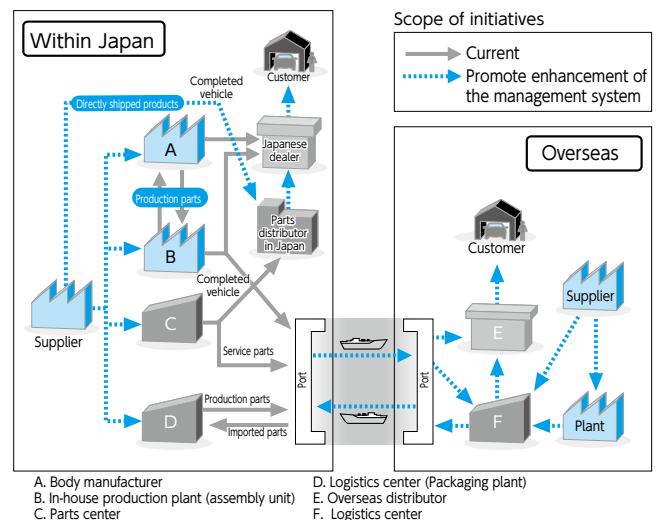 Scope of initiatives
Within Japan
Current
Promote enhancement of
the management system
Customer
Completed
vehicle
Directly shipped products
A
Japanese
dealer
Overseas
Production parts
Parts
distributor
in Japan
B
Customer
Completed
vehicle
Supplier
C
Supplier
E
Service parts
Port
Port
Production parts
D
Imported parts
F
Plant
A. Body manufacturer
B. In-house production plant (assembly unit)
C. Parts center
D. Logistics center (Packaging plant)
E. Overseas distributor
F. Logistics center